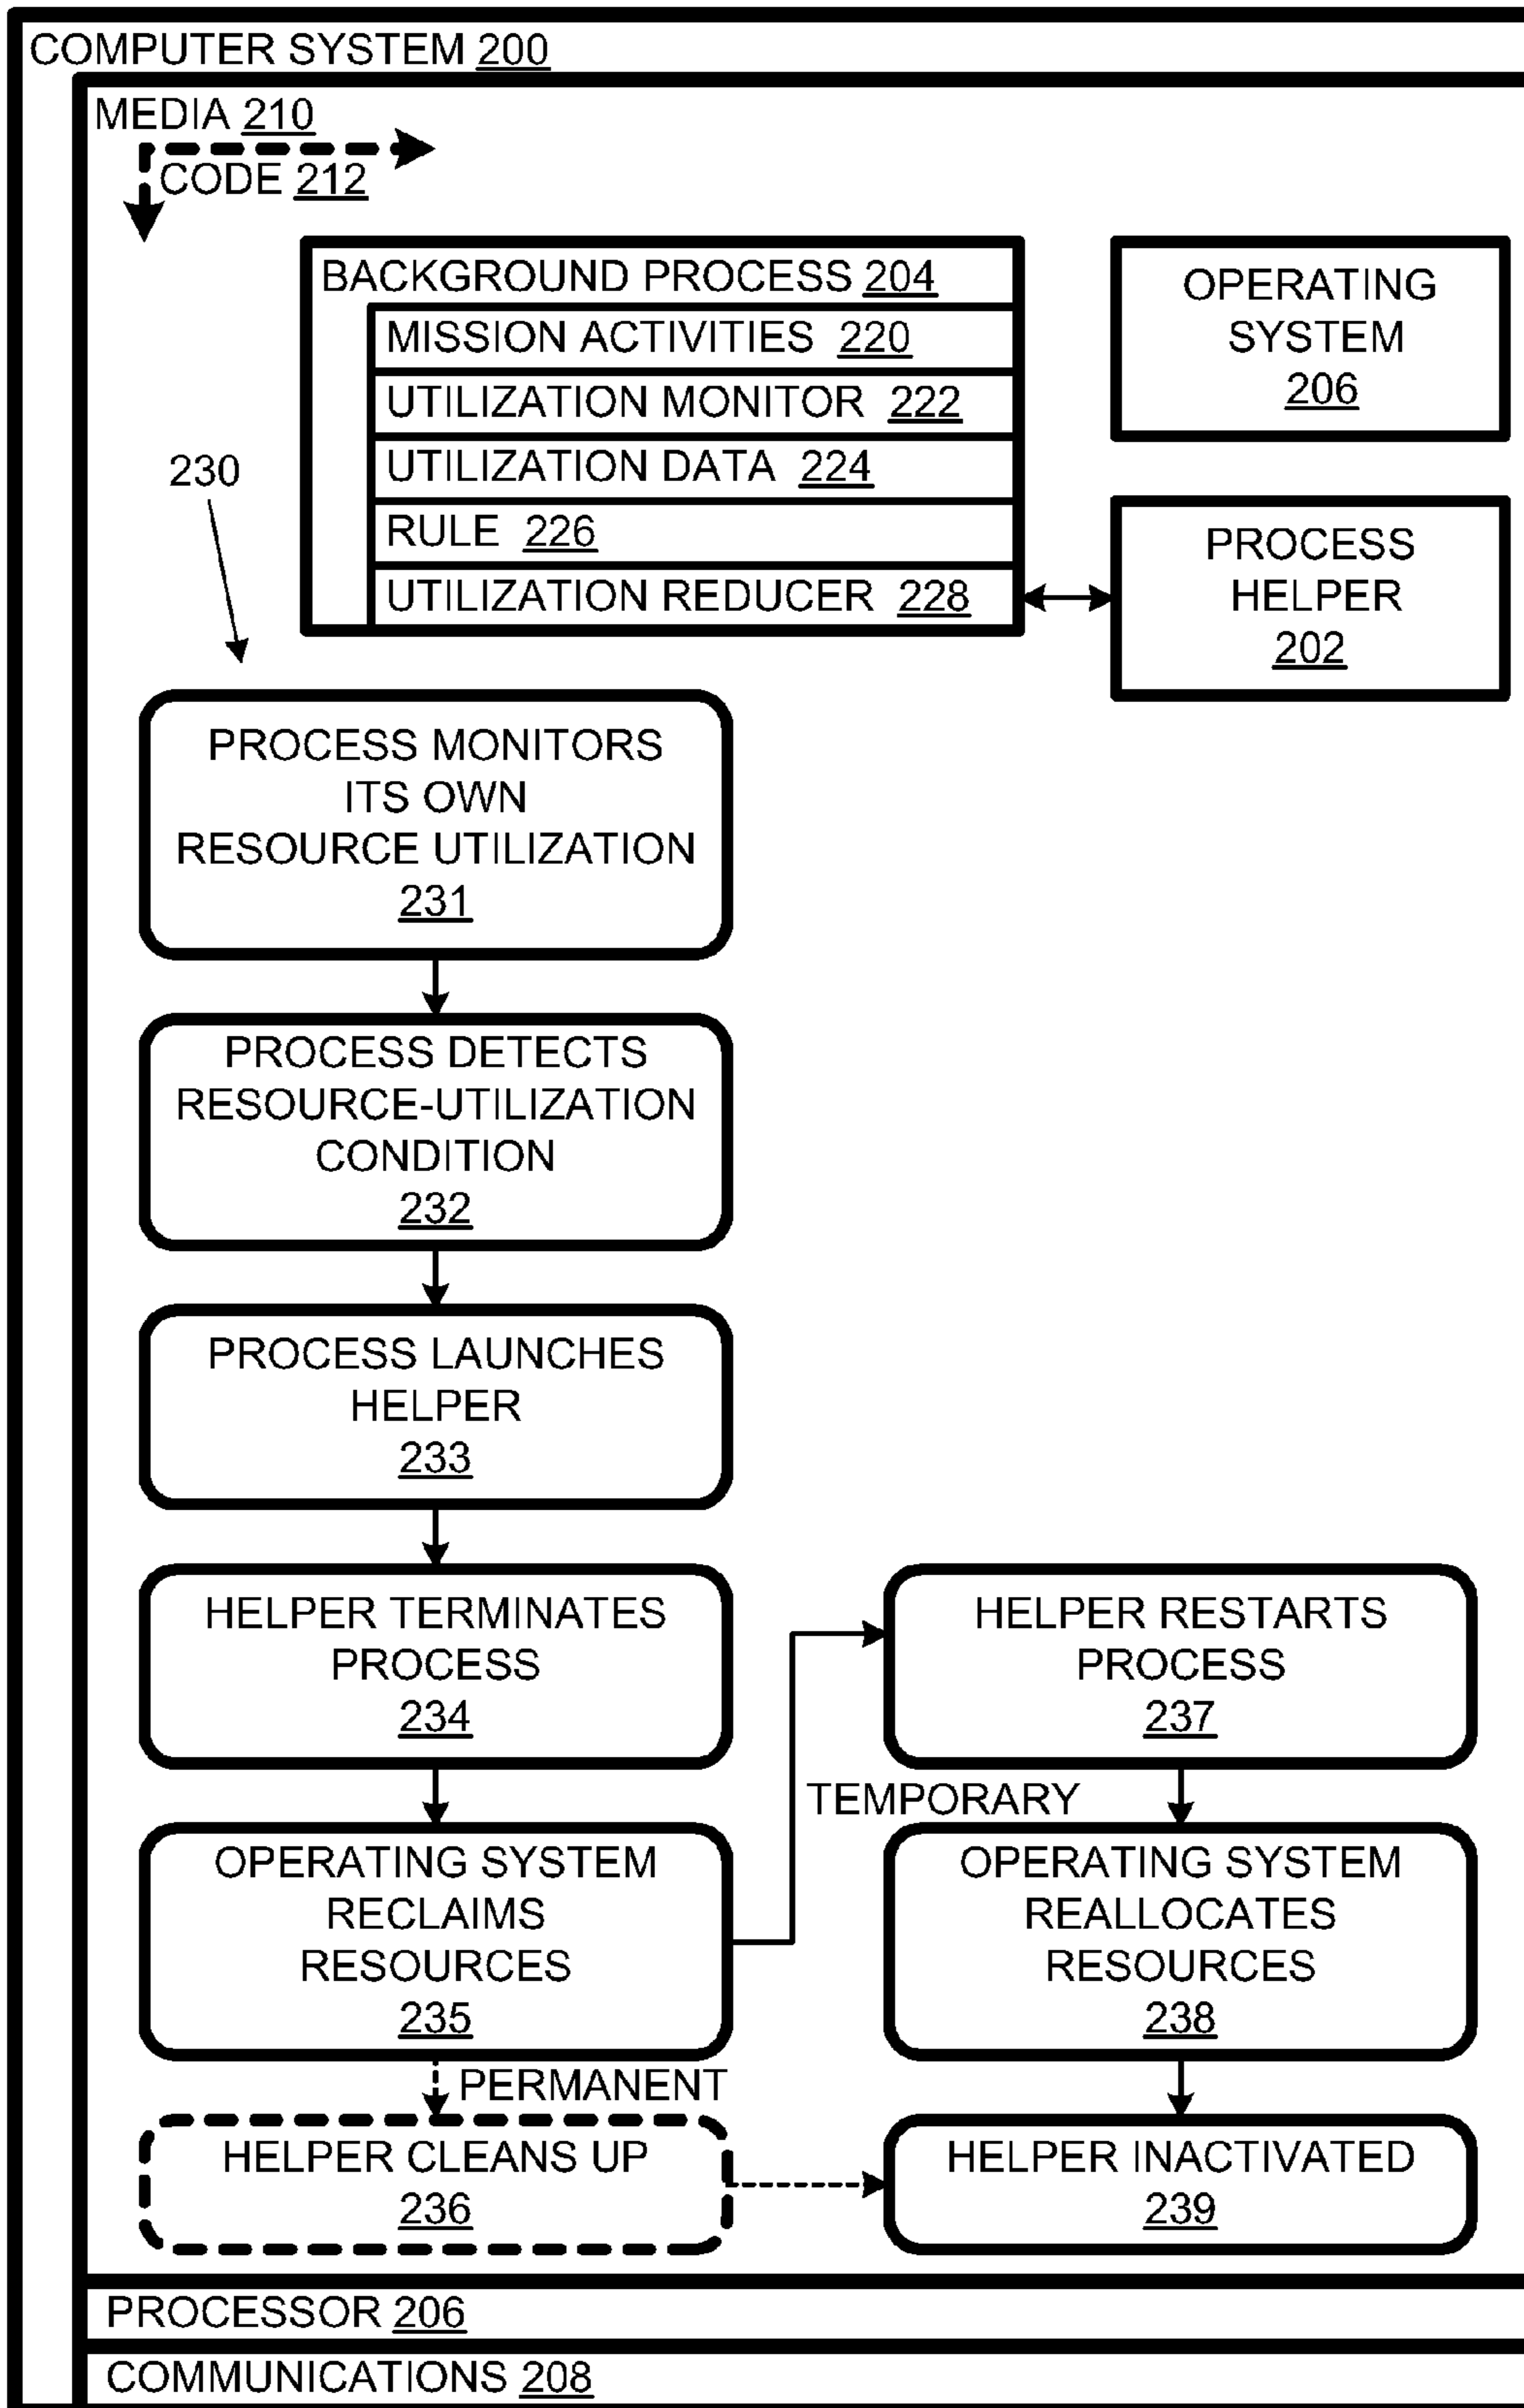 COMPUTER SYSTEM 200
MEDIA 210
CODE 212
BACKGROUND PROCESS 204
MISSION ACTIVITIES 220
UTILIZATION MONITOR 222
UTILIZATION DATA 224
RULE 226
UTILIZATION REDUCER 228
OPERATING
SYSTEM
206
PROCESS
HELPER
202
230
PROCESS MONITORS
ITS OWN
RESOURCE UTILIZATION
231
PROCESS DETECTS
RESOURCE-UTILIZATION
CONDITION
232
PROCESS LAUNCHES
HELPER
233
HELPER TERMINATES
PROCESS
234
OPERATING SYSTEM
RECLAIMS
RESOURCES
235
PERMANENT
HELPER CLEANS UP
236
TEMPORARY
HELPER RESTARTS
PROCESS
237
OPERATING SYSTEM
REALLOCATES
RESOURCES
238
HELPER INACTIVATED
239
PROCESSOR 206
COMMUNICATIONS 208